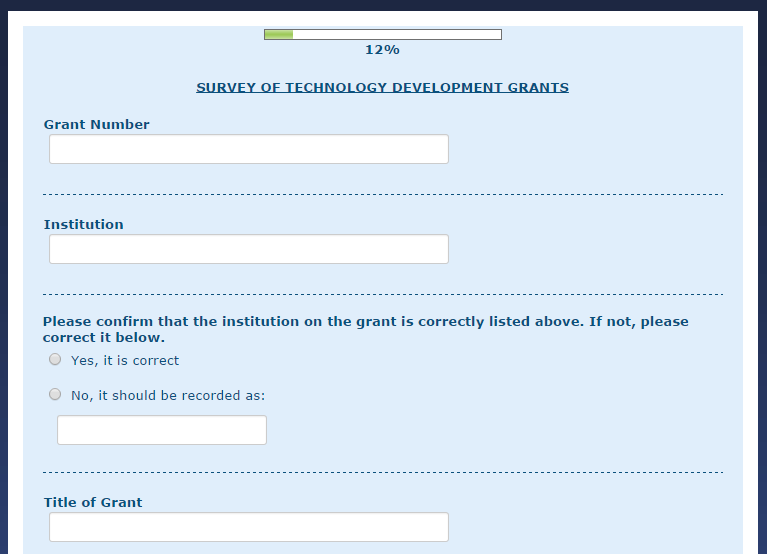 12%
SURVEY OF TECHNOLOGY DEVELOPMENT GRANTS
Grant Number
Institution
Please confirm that the institution on the grant is correctly listed above. If not, please
correct it below.
Yes, it is correct
No, it should be recorded as:
Title of Grant